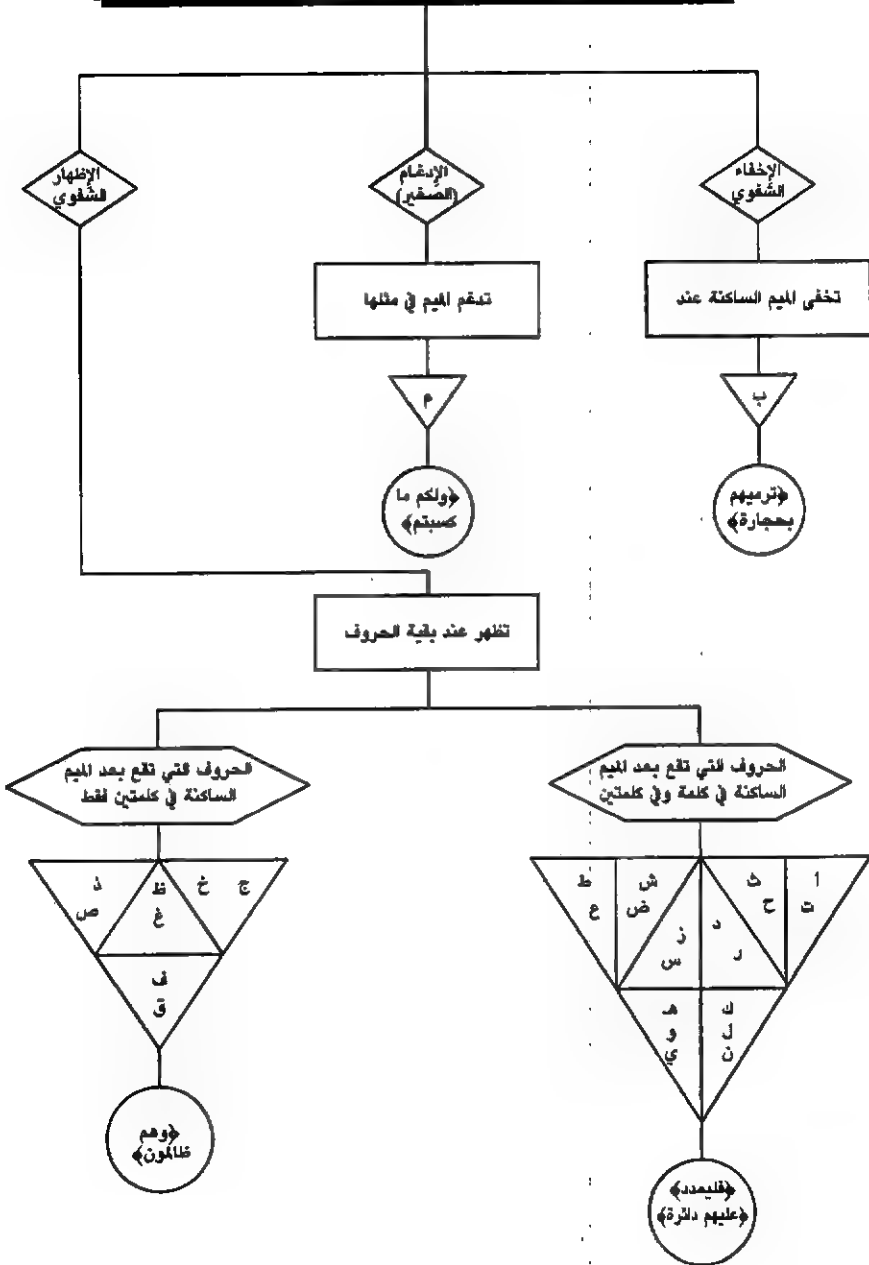 الإخفاء
الشفوي
الإدغام
(الصغير)
الإظهار
الشفوي
تخفى الميم الساكنة عند
تدغم الميم في مثلها
ب
م
﴿ترميهم
بحجارة﴾
﴿ولكم ما
كسبتم﴾
تظهر عند بقية الحروف
الحروف التي تقع بعد الميم
الساكنة في كلمة وفي كلمتين
الحروف التي تقع بعد الميم
الساكنة في كلمتين فقط
أ ث ش ط
ت ح ض ع
د ز
ر س
ك هـ
ل و
ن ي
ج خ ظ ذ
غ ص
ف
ق
﴿فليمدد﴾
﴿عليهم دائرة﴾
﴿وهم
ظالمون﴾